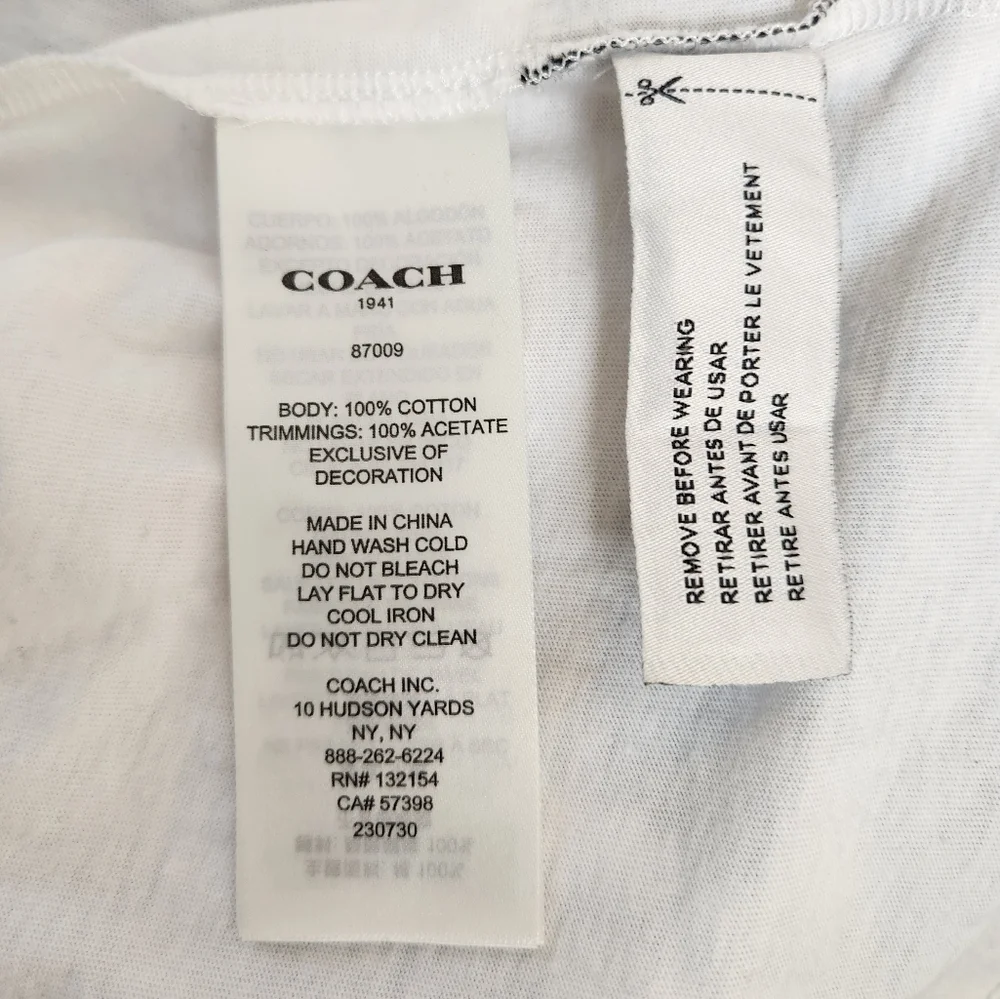 COACH
1941
87009
BODY: 100% COTTON
TRIMMINGS: 100% ACETATE
EXCLUSIVE OF
DECORATION
MADE IN CHINA
HAND WASH COLD
DO NOT BLEACH
LAY FLAT TO DRY
COOL IRON
DO NOT DRY CLEAN
COACH INC.
10 HUDSON YARDS
NY, NY
888-262-6224
RN# 132154
CA# 57398
230730
REMOVE BEFORE WEARING
RETIRAR ANTES DE USAR
RETIRER AVANT DE PORTER LE VETEMENT
RETIRE ANTES USAR